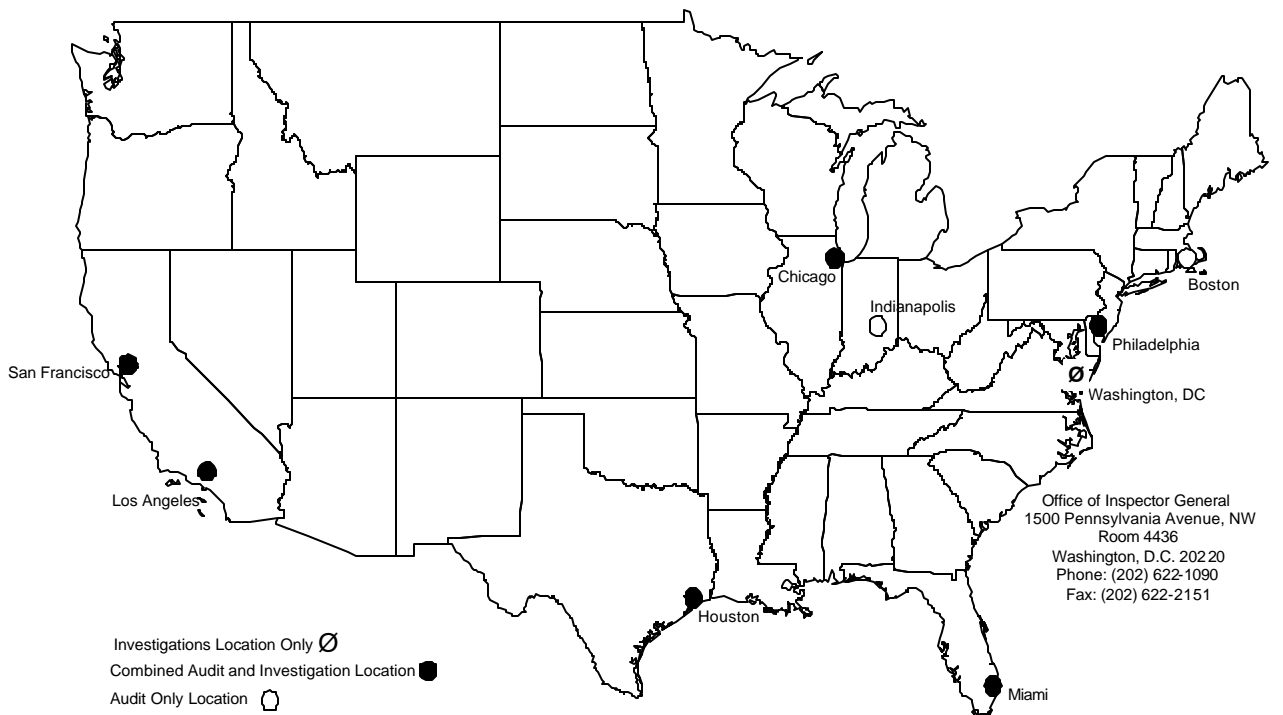 Chicago
Boston
Indianapolis
Philadelphia
San Francisco
Ø
Washington, DC
Los Angeles
Office of Inspector General
1500 Pennsylvania Avenue, NW
Room 4436
Washington, D.C. 20220
Phone: (202) 622-1090
Fax: (202) 622-2151
Houston
Investigations Location Only Ø
Combined Audit and Investigation Location
Audit Only Location
Miami